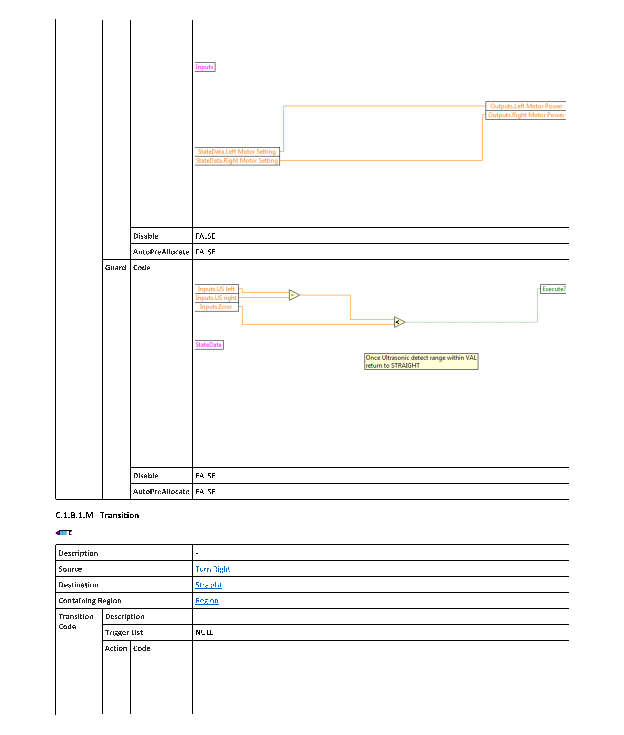 Inputs
Outputs.Left Motor Power
Outputs.Right Motor Power
StateData.Left Motor Setting
StateData.Right Motor Setting
Disable FALSE
AutoPreAllocate FALSE
Guard Code
Inputs.US left
Inputs.US right
Inputs.Error
Execute?
StateData
Once Ultrasonic detect range within VAL
return to STRAIGHT
Disable FALSE
AutoPreAllocate FALSE
C.1.B.1.M Transition
Description -
Source Turn Right
Destination Straight
Containing Region Region
Transition Code Description
Trigger List NULL
Action Code